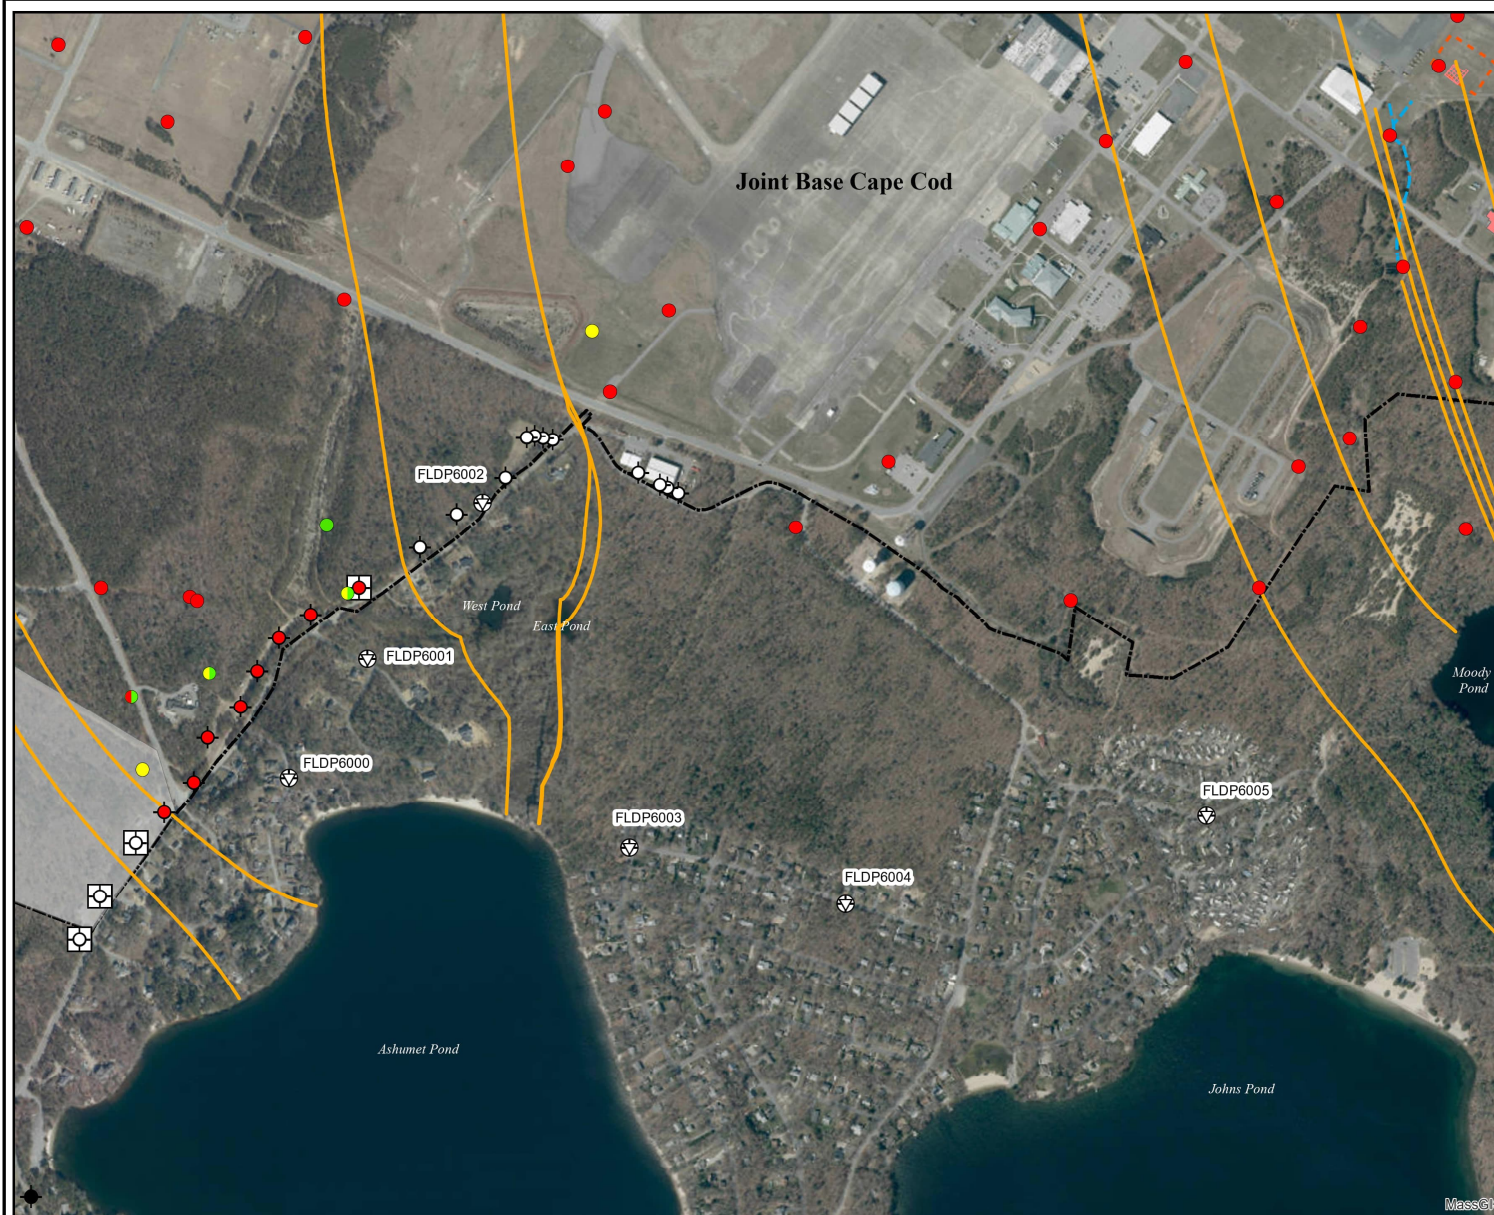 Joint Base Cape Cod
FLDP6002
West Pond
East Pond
FLDP6001
Moody
Pond
FLDP6000
FLDP6005
FLDP6003
FLDP6004
Ashumet Pond
Johns Pond
MassGI